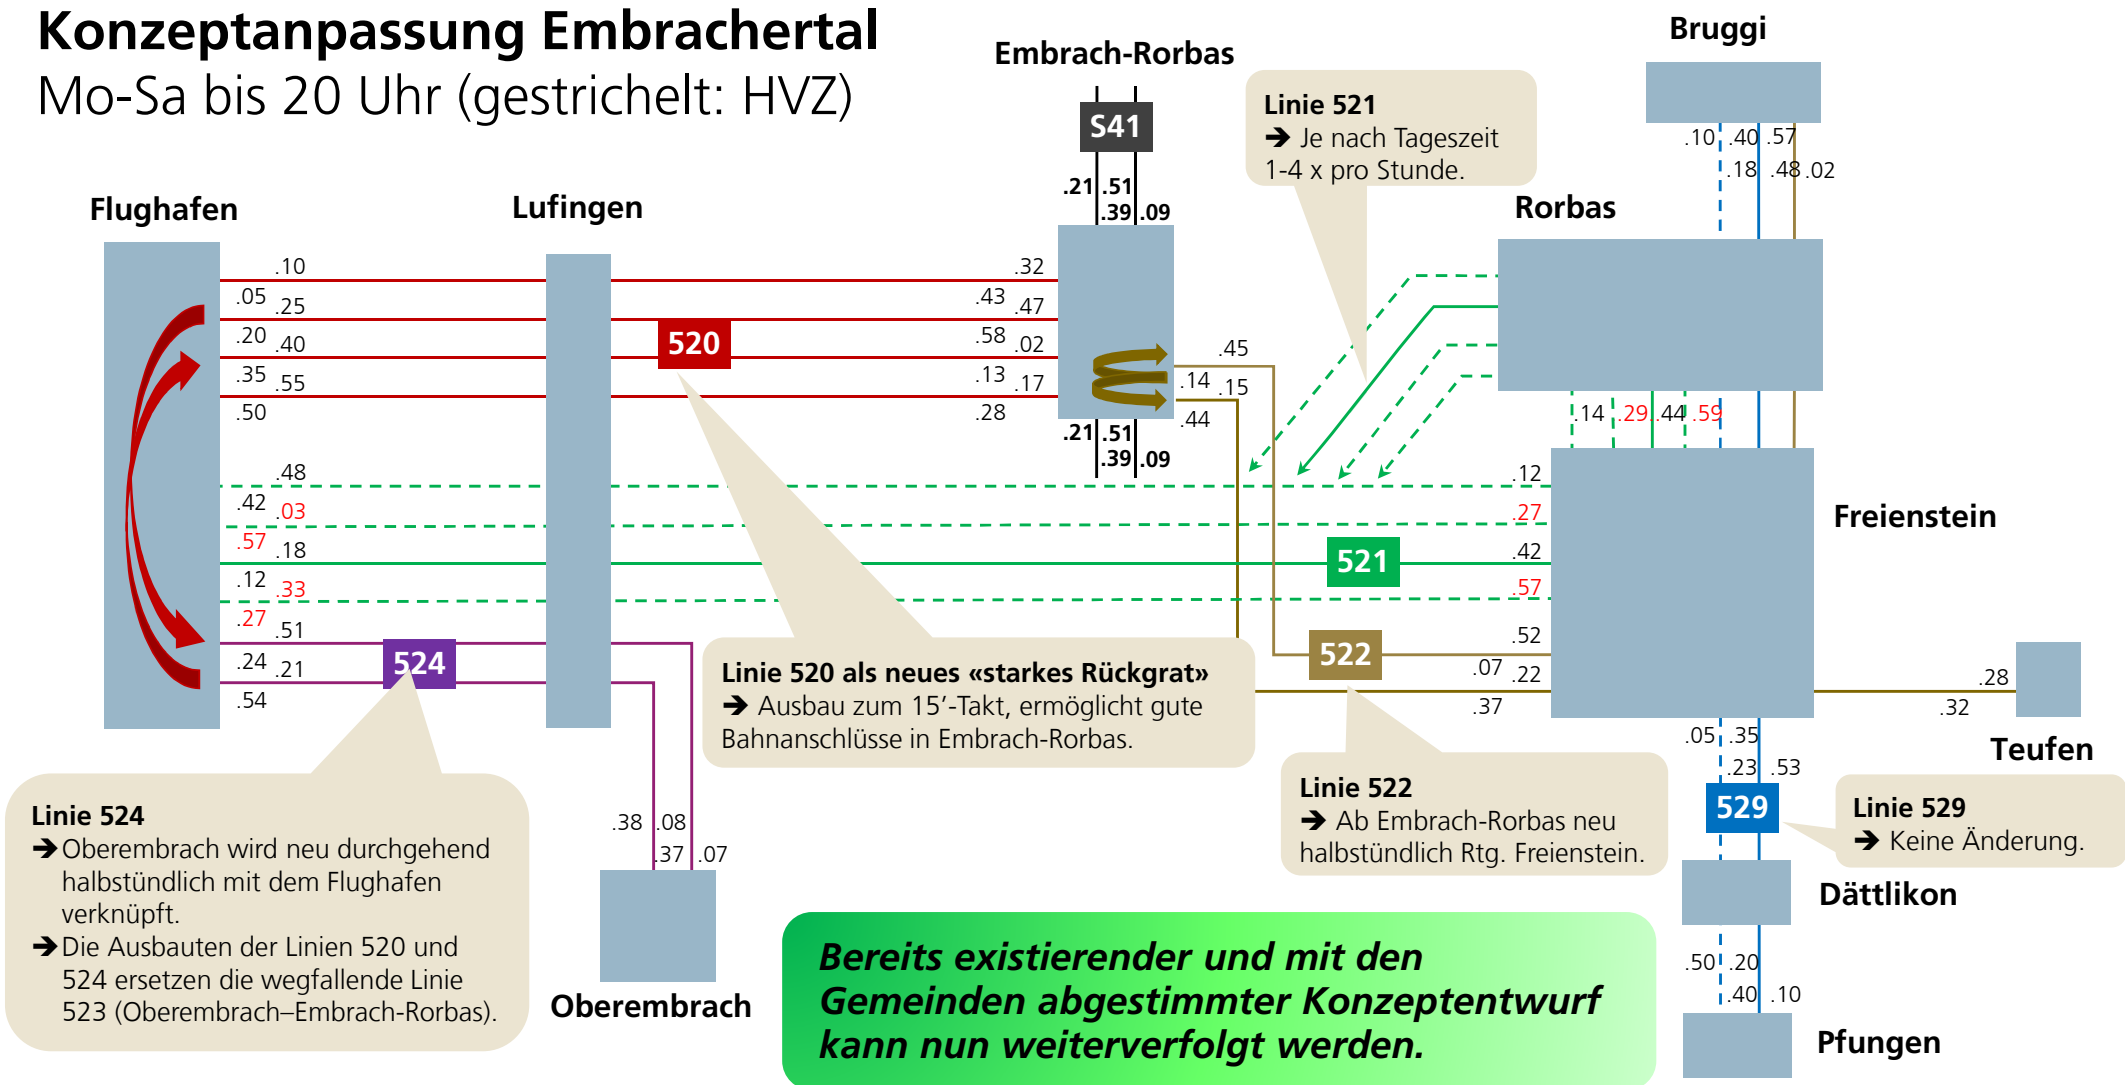 Konzeptanpassung Embrachertal
Mo-Sa bis 20 Uhr (gestrichelt: HVZ)
Embrach-Rorbas
Bruggi
S41
.21 .51
.39 .09
Linie 521
➔ Je nach Tageszeit
1-4 x pro Stunde.
.10 .40 .57
.18 .48 .02
Flughafen
Lufingen
Rorbas
.10 .32
.05 .25 .43 .47
.20 .40 .58 .02
.35 .55 .13 .17
.50 .28
520
.45
.14 .15
.44
.21 .51
.39 .09
.14 .29 .44 .59
.48 .12
.42 .03 .27
.57 .18 .42
.12 .33 .57
.27
521
Freienstein
.51
.24 .21
.54
524
522
.52
.07 .22
.37
.28
.32
Teufen
Linie 520 als neues «starkes Rückgrat»
➔ Ausbau zum 15’-Takt, ermöglicht gute
Bahnanschlüsse in Embrach-Rorbas.
.05 .35
.23 .53
529
Linie 522
➔ Ab Embrach-Rorbas neu
halbstündlich Rtg. Freienstein.
Linie 529
➔ Keine Änderung.
Linie 524
➔ Oberembrach wird neu durchgehend
halbstündlich mit dem Flughafen
verknüpft.
➔ Die Ausbauten der Linien 520 und
524 ersetzen die wegfallende Linie
523 (Oberembrach–Embrach-Rorbas).
.38 .08
.37 .07
Oberembrach
Dättlikon
.50 .20
.40 .10
Pfungen
Bereits existierender und mit den
Gemeinden abgestimmter Konzeptentwurf
kann nun weiterverfolgt werden.